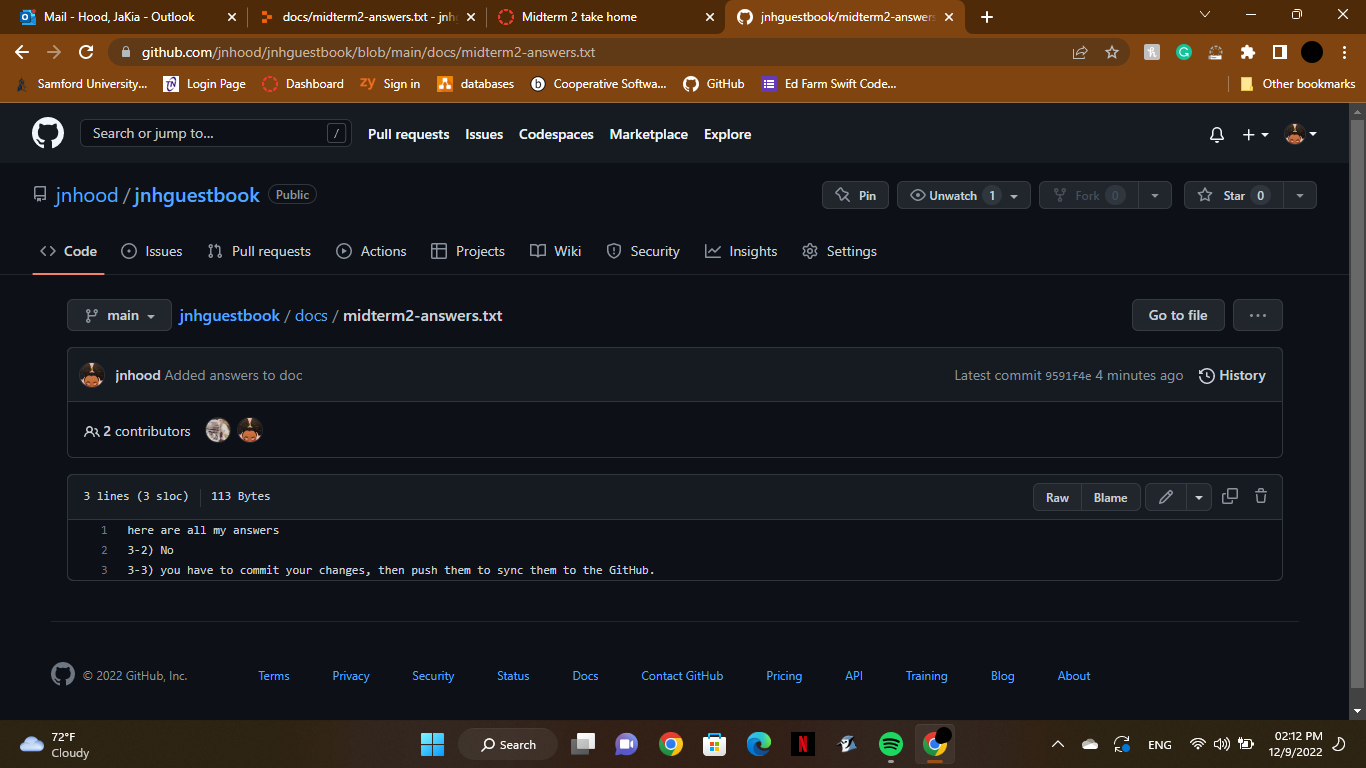 Mail - Hood, JaKia - Outlook
docs/midterm2-answers.txt - jnh
Midterm 2 take home
jnhguestbook/midterm2-answers
github.com/jnhood/jnhguestbook/blob/main/docs/midterm2-answers.txt
Samford University... Login Page Dashboard Sign in databases Cooperative Softwa... GitHub Ed Farm Swift Code... Other bookmarks
Search or jump to... / Pull requests Issues Codespaces Marketplace Explore
jnhood / jnhguestbook Public Pin Unwatch 1 Fork 0 Star 0
Code Issues Pull requests Actions Projects Wiki Security Insights Settings
main jnhguestbook / docs / midterm2-answers.txt Go to file ...
jnhood Added answers to doc Latest commit 9591f4e 4 minutes ago History
2 contributors
3 lines (3 sloc) 113 Bytes Raw Blame
1 here are all my answers
2 3-2) No
3 3-3) you have to commit your changes, then push them to sync them to the GitHub.
© 2022 GitHub, Inc. Terms Privacy Security Status Docs Contact GitHub Pricing API Training Blog About
72°F
Cloudy
Search
ENG
02:12 PM
12/9/2022